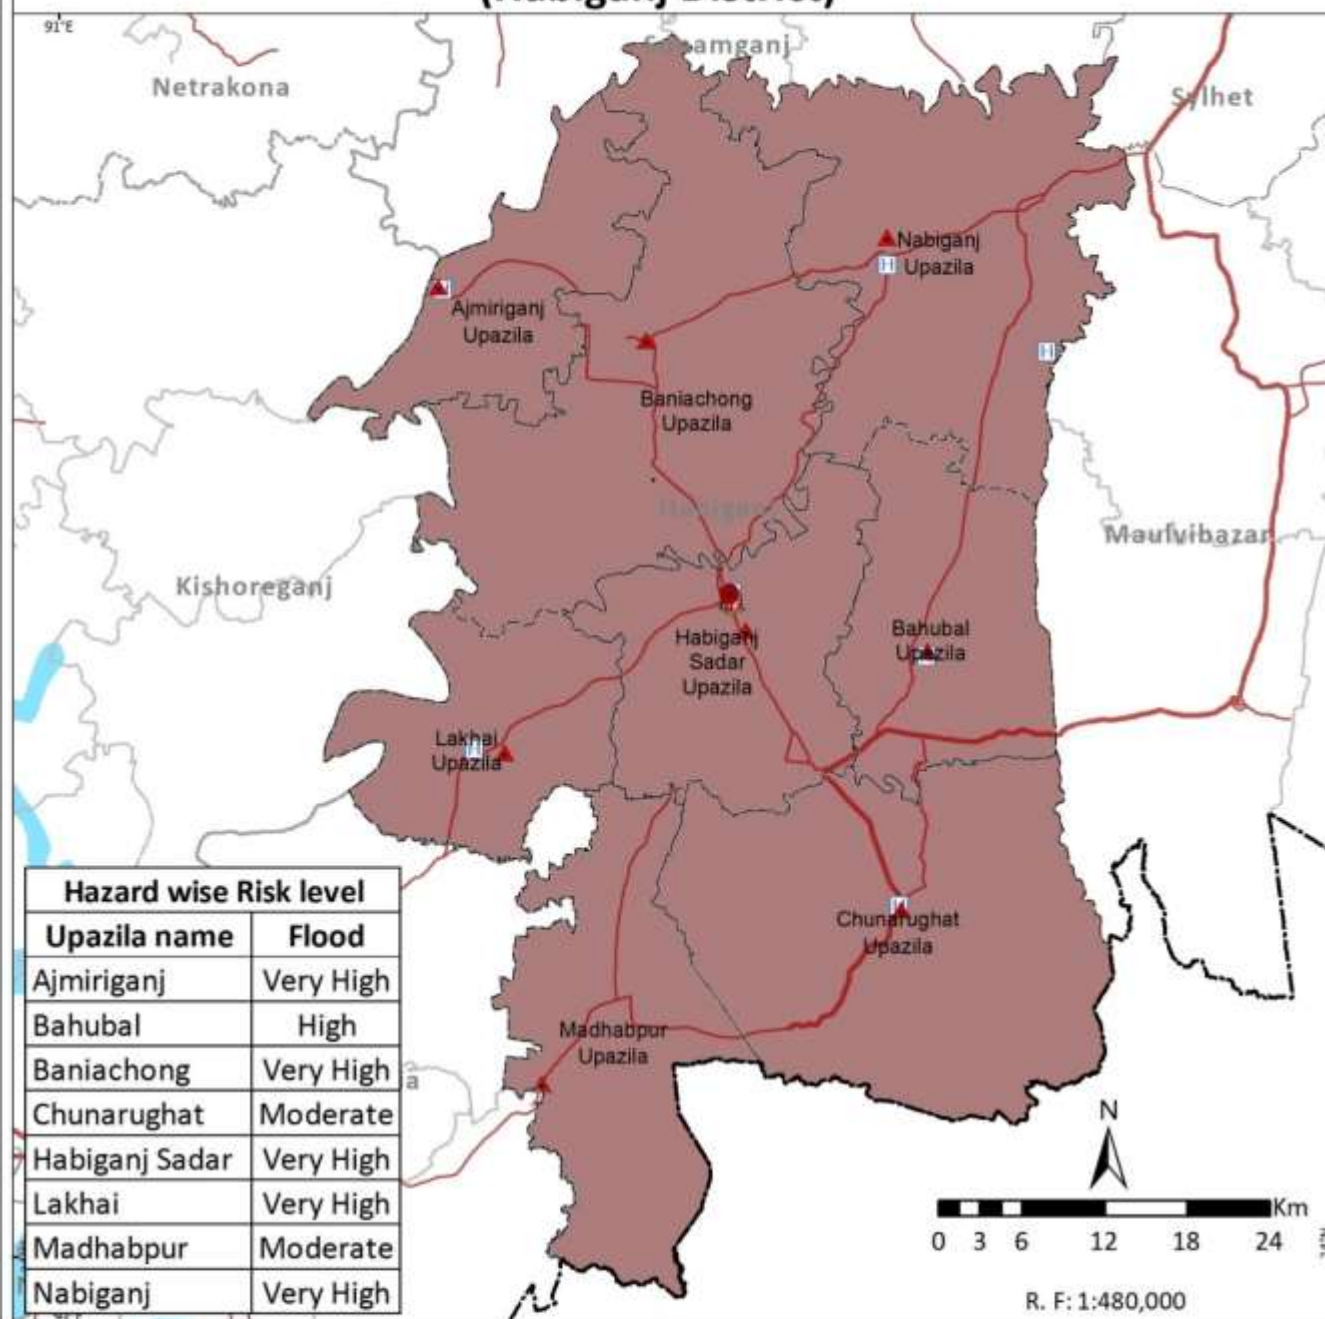 (Habiganj District)
91°E
Netrakona
Sylhet
Nabiganj
Upazila
H
H
Ajmiriganj
Upazila
Baniachong
Upazila
Maulvibazar
Kishoreganj
Habiganj
Sadar
Upazila
Bahubal
Upazila
Lakhai
Upazila
H
Chunarughat
Upazila
Madhabpur
Upazila
Hazard wise Risk level
Upazila name Flood
Ajmiriganj Very High
Bahubal High
Baniachong Very High
Chunarughat Moderate
Habiganj Sadar Very High
Lakhai Very High
Madhabpur Moderate
Nabiganj Very High
N
Km
0 3 6 12 18 24
R. F: 1:480,000